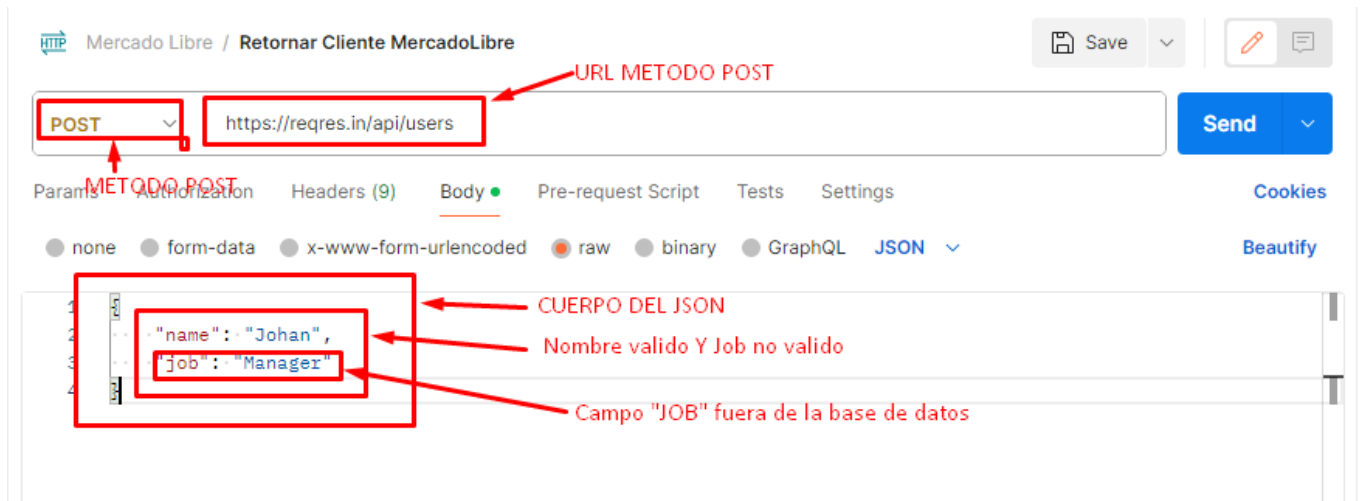 HTTP Mercado Libre / Retornar Cliente MercadoLibre Save
URL METODO POST
POST https://reqres.in/api/users Send
METODO POST
Params Authorization Headers (9) Body Pre-request Script Tests Settings Cookies
none form-data x-www-form-urlencoded raw binary GraphQL JSON Beautify
CUERPO DEL JSON
1 {
2 "name": "Johan",
Nombre valido Y Job no valido
3 "job": "Manager"
4 }
Campo "JOB" fuera de la base de datos